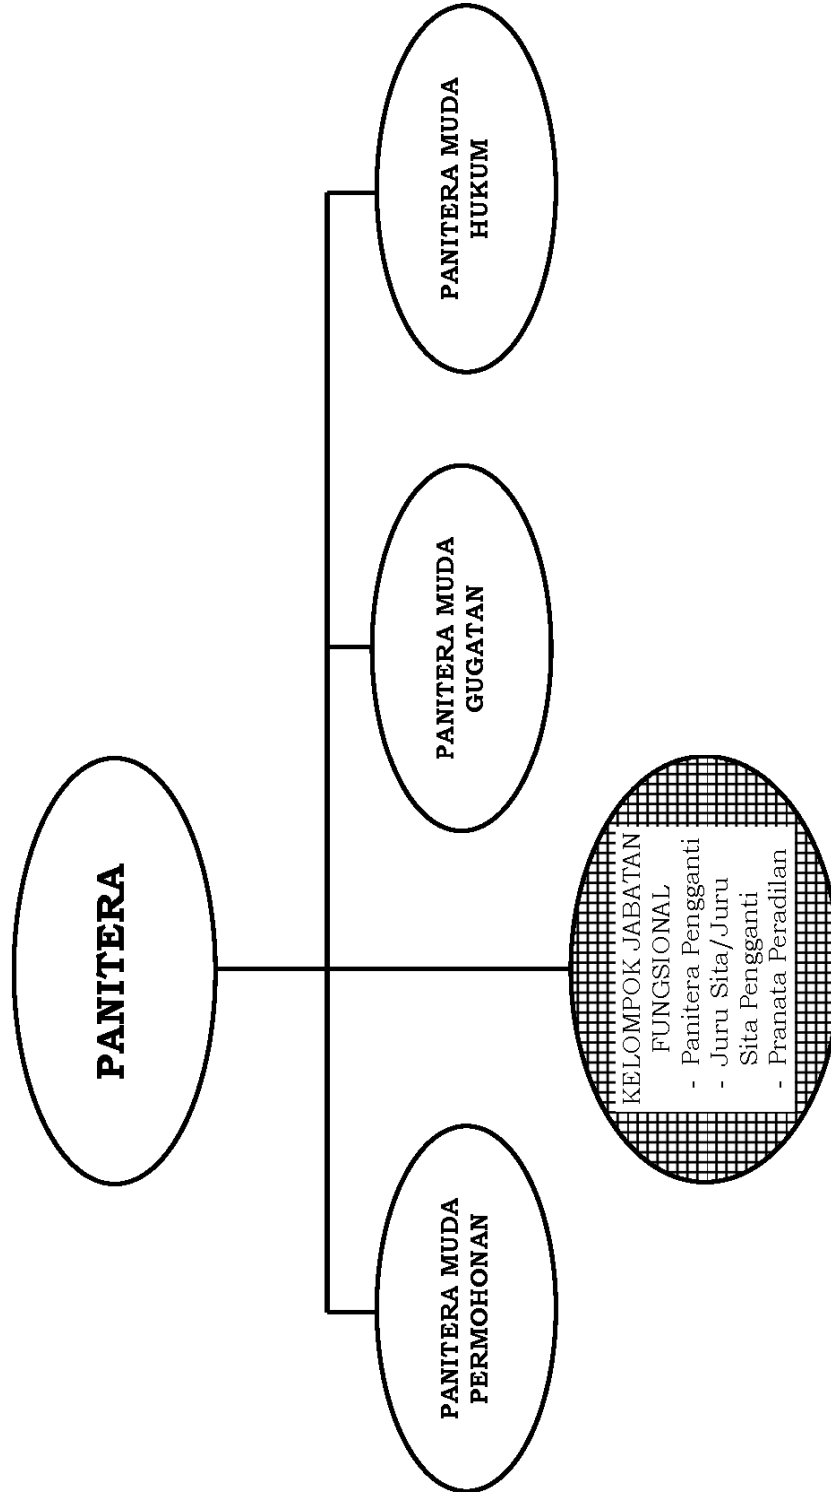 PANITERA
PANITERA MUDA
PERMOHONAN
PANITERA MUDA
GUGATAN
PANITERA MUDA
HUKUM
KELOMPOK JABATAN
FUNGSIONAL
- Panitera Pengganti
- Juru Sita/Juru
Sita Pengganti
- Pranata Peradilan